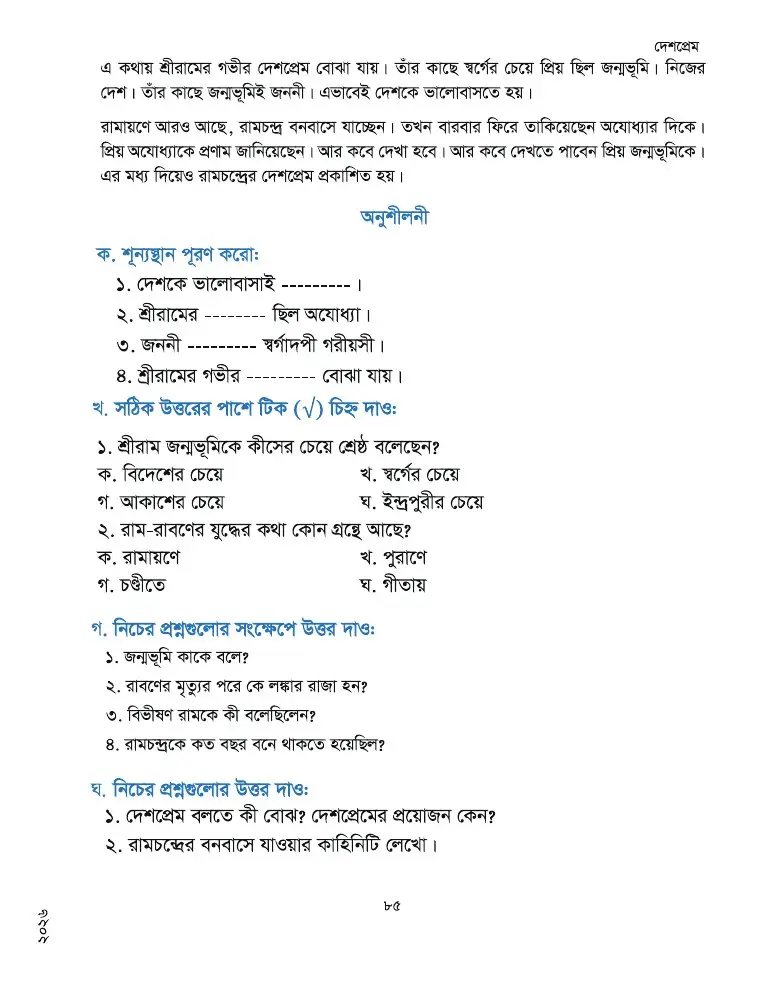 দেশপ্রেম
এ কথায় শ্রীরামের গভীর দেশপ্রেম বোঝা যায়। তাঁর কাছে স্বর্গের চেয়ে প্রিয় ছিল জন্মভূমি। নিজের
দেশ। তাঁর কাছে জন্মভূমিই জননী। এভাবেই দেশকে ভালোবাসতে হয়।
রামায়ণে আরও আছে, রামচন্দ্র বনবাসে যাচ্ছেন। তখন বারবার ফিরে তাকিয়েছেন অযোধ্যার দিকে।
প্রিয় অযোধ্যাকে প্রণাম জানিয়েছেন। আর কবে দেখা হবে। আর কবে দেখতে পাবেন প্রিয় জন্মভূমিকে।
এর মধ্য দিয়েও রামচন্দ্রের দেশপ্রেম প্রকাশিত হয়।
অনুশীলনী
ক. শূন্যস্থান পূরণ করো:
১. দেশকে ভালোবাসাই ---------।
২. শ্রীরামের -------- ছিল অযোধ্যা।
৩. জননী --------- স্বর্গাদপী গরীয়সী।
৪. শ্রীরামের গভীর --------- বোঝা যায়।
খ. সঠিক উত্তরের পাশে টিক (√) চিহ্ন দাও:
১. শ্রীরাম জন্মভূমিকে কীসের চেয়ে শ্রেষ্ঠ বলেছেন?
ক. বিদেশের চেয়ে খ. স্বর্গের চেয়ে
গ. আকাশের চেয়ে ঘ. ইন্দ্রপুরীর চেয়ে
২. রাম-রাবণের যুদ্ধের কথা কোন গ্রন্থে আছে?
ক. রামায়ণে খ. পুরাণে
গ. চণ্ডীতে ঘ. গীতায়
গ. নিচের প্রশ্নগুলোর সংক্ষেপে উত্তর দাও:
১. জন্মভূমি কাকে বলে?
২. রাবণের মৃত্যুর পরে কে লঙ্কার রাজা হন?
৩. বিভীষণ রামকে কী বলেছিলেন?
৪. রামচন্দ্রকে কত বছর বনে থাকতে হয়েছিল?
ঘ. নিচের প্রশ্নগুলোর উত্তর দাও:
১. দেশপ্রেম বলতে কী বোঝ? দেশপ্রেমের প্রয়োজন কেন?
২. রামচন্দ্রের বনবাসে যাওয়ার কাহিনিটি লেখো।
৮৫
২০২৬